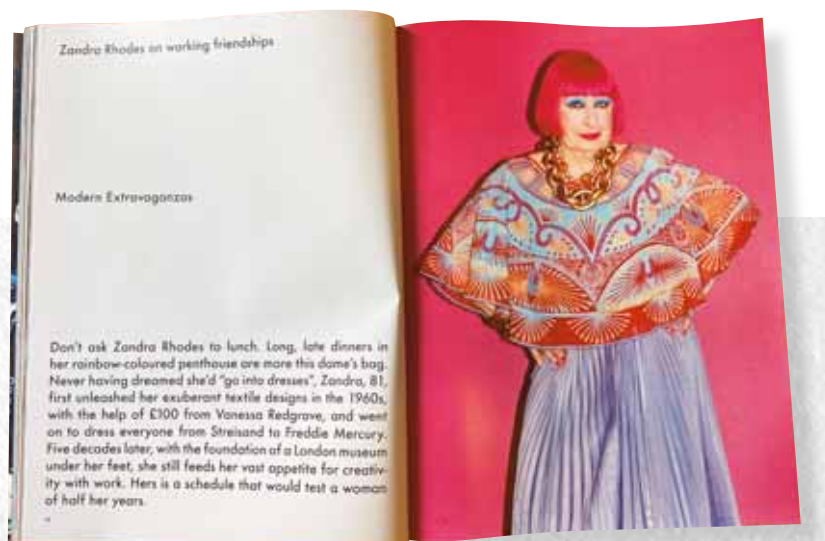 Zandra Rhodes on working friendships
Modern Extravaganzas
Don't ask Zandra Rhodes to lunch. Long, late dinners in
her rainbow-coloured penthouse are more this dame's bag.
Never having dreamed she'd "go into dresses", Zandra, 81,
first unleashed her exuberant textile designs in the 1960s,
with the help of £100 from Vanessa Redgrave, and went
on to dress everyone from Streisand to Freddie Mercury.
Five decades later, with the foundation of a London museum
under her feet, she still feeds her vast appetite for creativ-
ity with work. Hers is a schedule that would test a woman
of half her years.